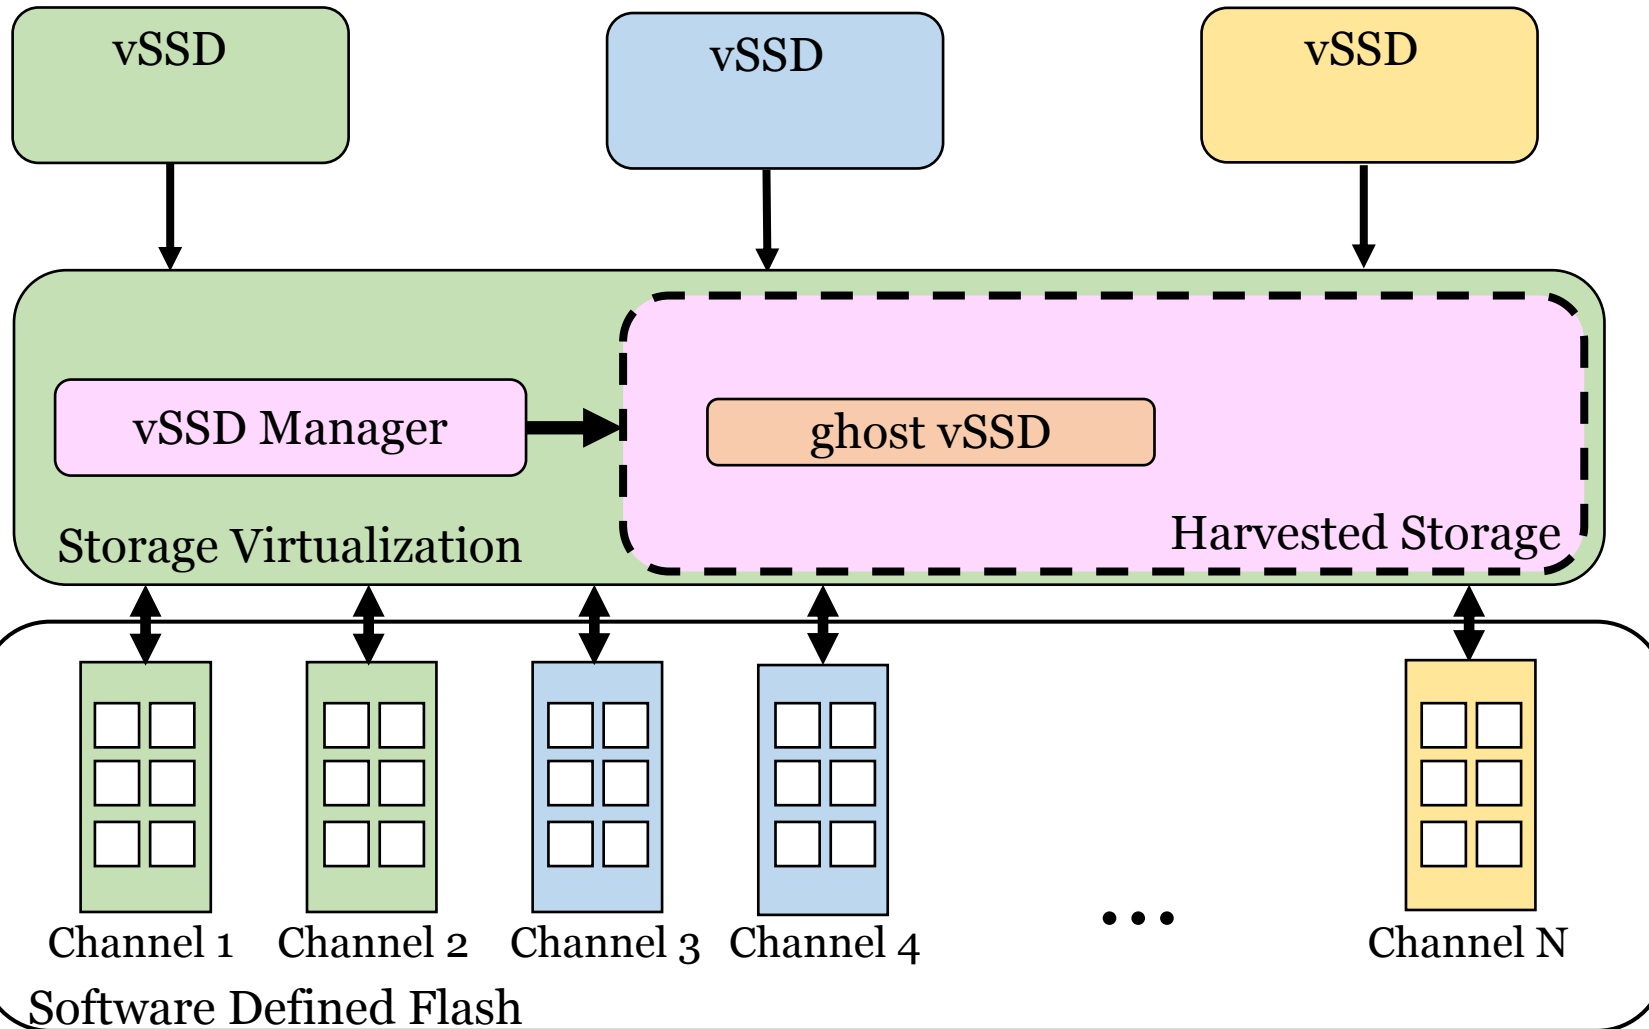 vSSD
vSSD
vSSD
vSSD Manager
ghost vSSD
Storage Virtualization
Harvested Storage
Channel 1
Channel 2
Channel 3
Channel 4
...
Channel N
Software Defined Flash